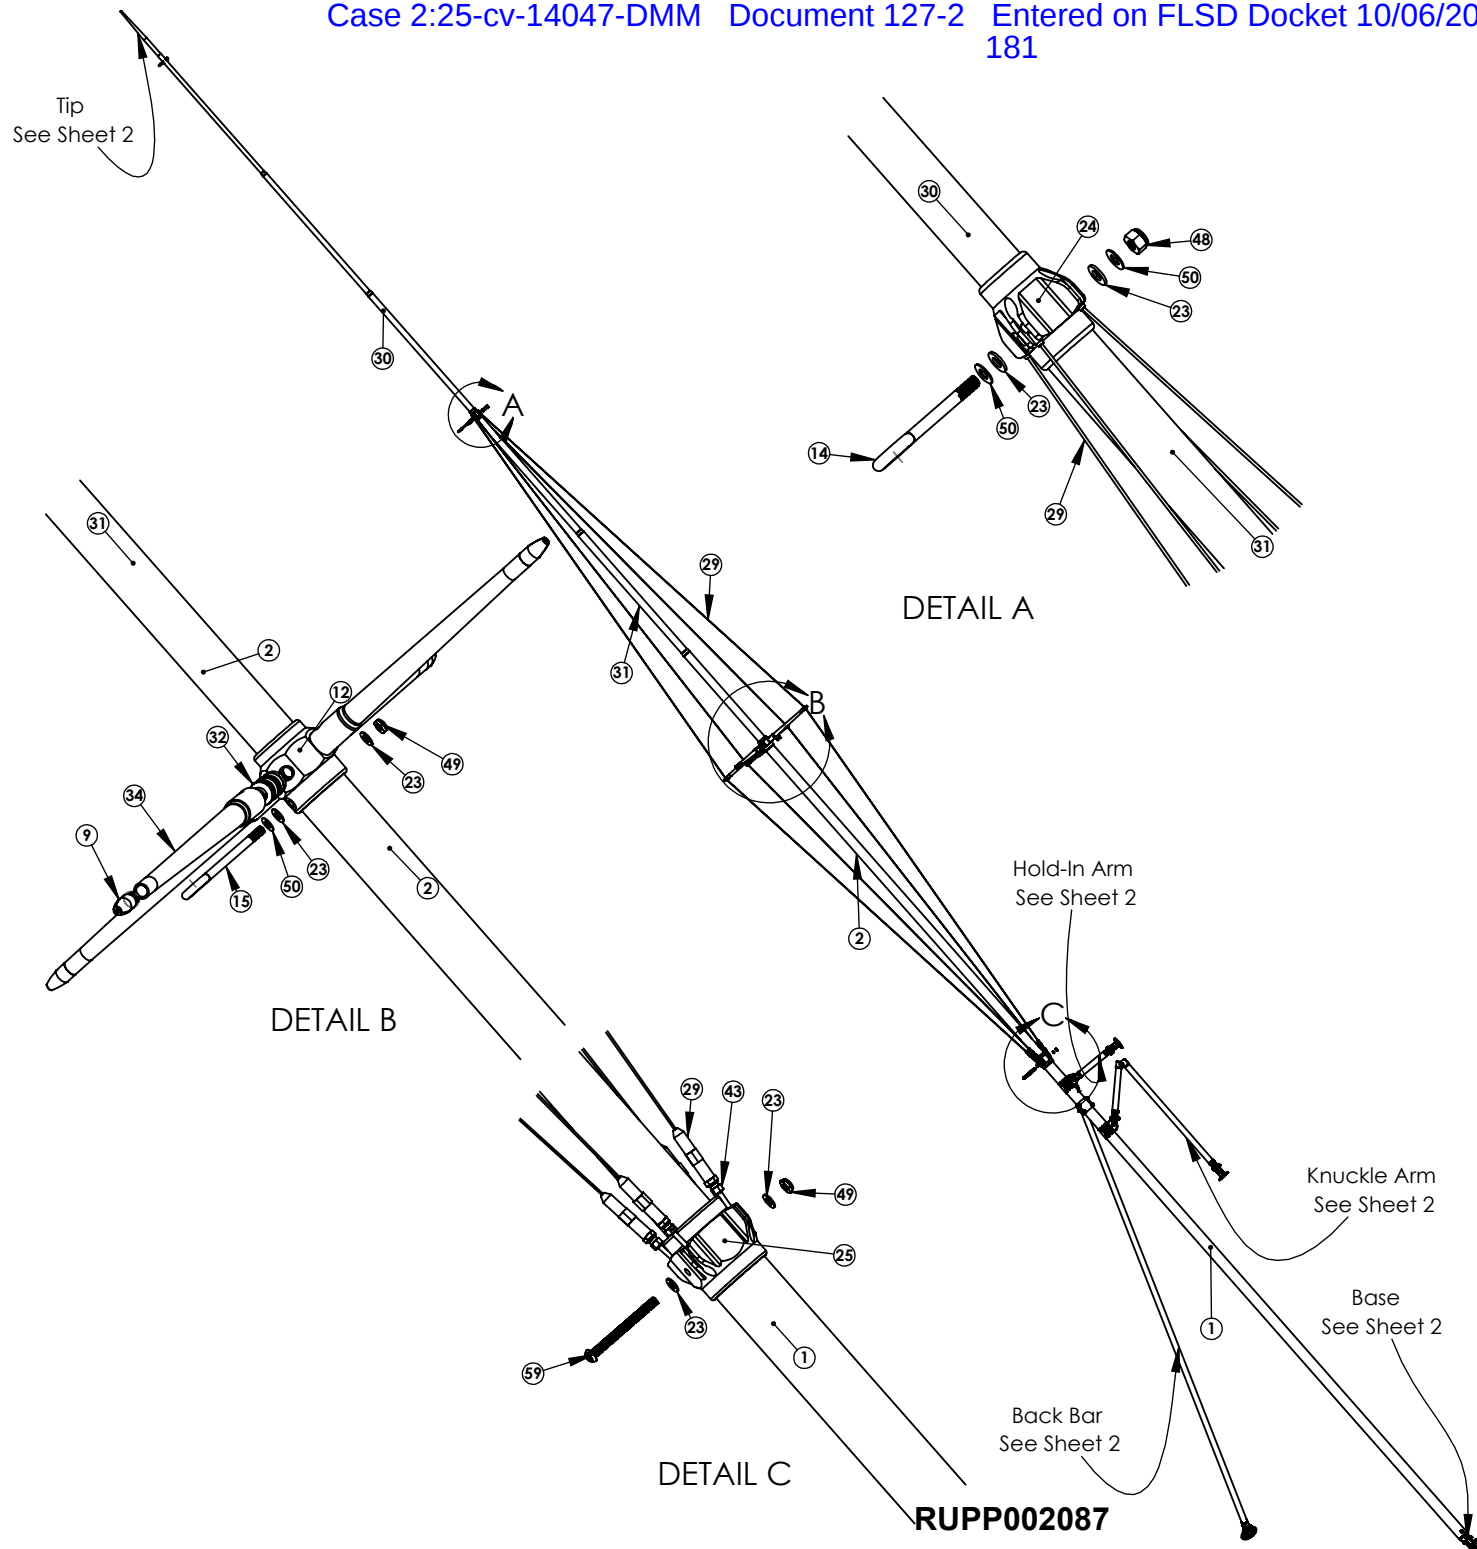 Case 2:25-cv-14047-DMM Document 127-2 Entered on FLSD Docket 10/06/20
181
Tip
See Sheet 2
30
A
30
24
48
50
23
23
50
14
29
31
DETAIL A
31
2
12
32
34
9
49
23
23
50
15
2
DETAIL B
29
31
B
2
Hold-In Arm
See Sheet 2
C
Knuckle Arm
See Sheet 2
1
Base
See Sheet 2
Back Bar
See Sheet 2
29
43
23
49
25
23
59
1
DETAIL C
RUPP002087